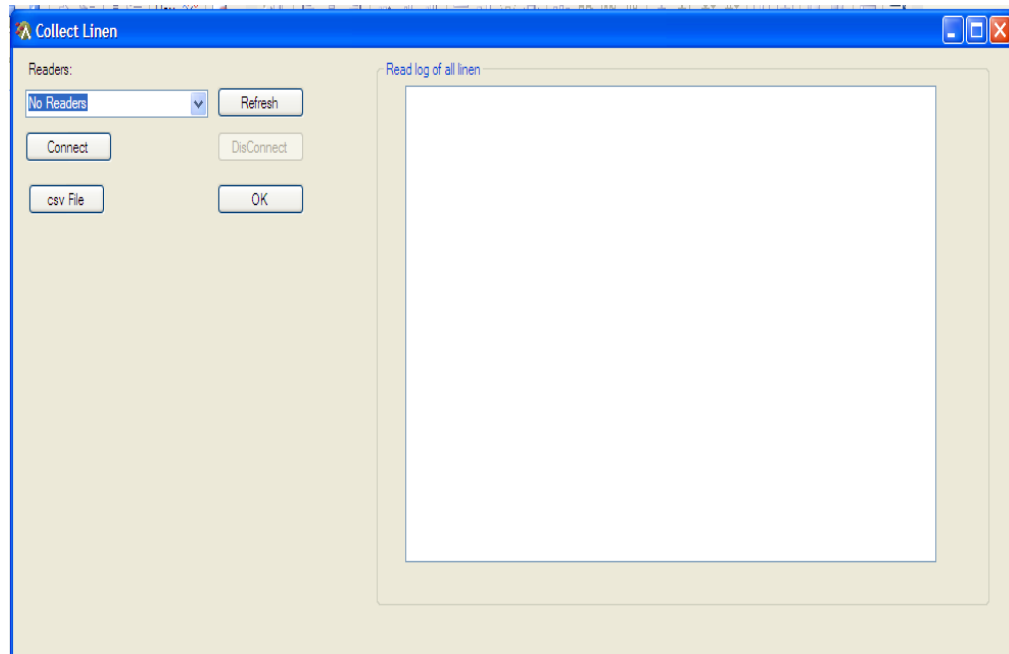 Collect Linen
Readers:
Read log of all linen
No Readers
Refresh
Connect
DisConnect
csv File
OK